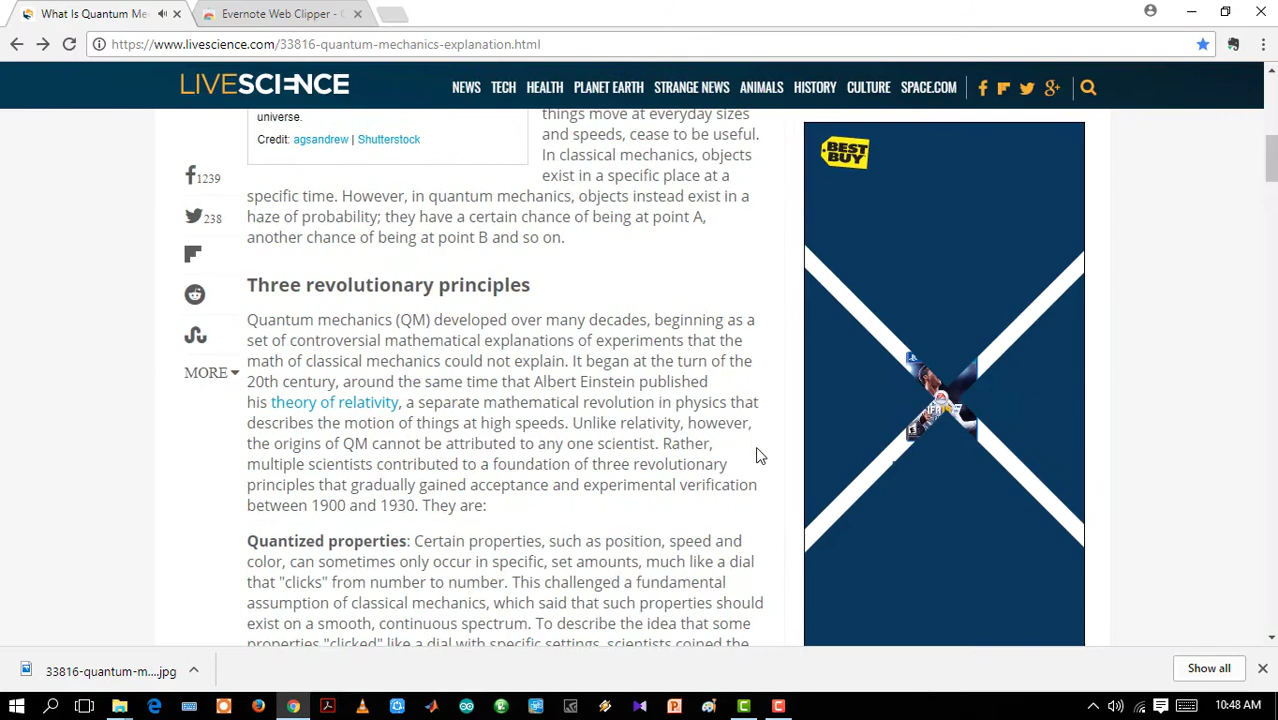 What Is Quantum Me
Evernote Web Clipper - 
https://www.livescience.com/33816-quantum-mechanics-explanation.html
LIVESCIENCE
NEWS TECH HEALTH PLANET EARTH STRANGE NEWS ANIMALS HISTORY CULTURE SPACE.COM
universe.
Credit: agsandrew | Shutterstock
things move at everyday sizes
and speeds, cease to be useful.
In classical mechanics, objects
exist in a specific place at a
specific time. However, in quantum mechanics, objects instead exist in a
haze of probability; they have a certain chance of being at point A,
another chance of being at point B and so on.
1239
238
MORE
Three revolutionary principles
Quantum mechanics (QM) developed over many decades, beginning as a
set of controversial mathematical explanations of experiments that the
math of classical mechanics could not explain. It began at the turn of the
20th century, around the same time that Albert Einstein published
his theory of relativity, a separate mathematical revolution in physics that
describes the motion of things at high speeds. Unlike relativity, however,
the origins of QM cannot be attributed to any one scientist. Rather,
multiple scientists contributed to a foundation of three revolutionary
principles that gradually gained acceptance and experimental verification
between 1900 and 1930. They are:
Quantized properties: Certain properties, such as position, speed and
color, can sometimes only occur in specific, set amounts, much like a dial
that "clicks" from number to number. This challenged a fundamental
assumption of classical mechanics, which said that such properties should
exist on a smooth, continuous spectrum. To describe the idea that some
properties "clicked" like a dial with specific settings, scientists coined the
BEST BUY
33816-quantum-m....jpg
Show all
10:48 AM